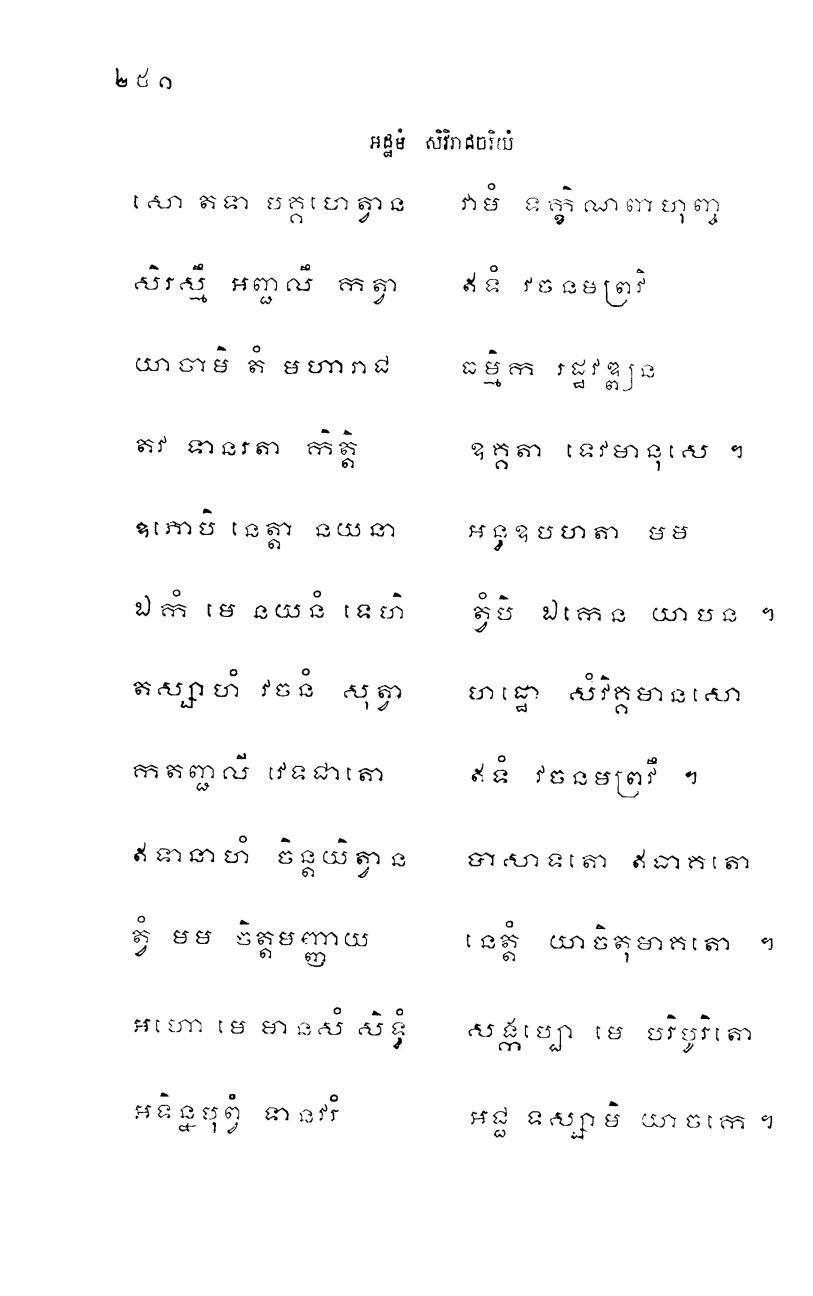 ២៥១
អដ្ឋមំ សិវិរាជចរិយំ
សោ តទា បគ្គហេត្វាន វាមំ ទក្ខិណពាហុញ្ច
សិរស្មឹ អញ្ជលឹ កត្វា ឥទំ វចនមព្រវិ
យាចាមិ តំ មហារាជ ធម្មិក រដ្ឋវឌ្ឍន
តវ ទានរតា កិត្តិ ឧគ្គតា ទេវមានុសេ ។
ឧភោបិ នេត្តា នយនា អន្ធឧបហតា មម
ឯកំ មេ នយនំ ទេហិ ត្វំបិ ឯកេន យាបន ។
តស្សាហំ វចនំ សុត្វា ហដ្ឋោ សំវិគ្គមានសោ
កតញ្ជលី វេទជាតោ ឥទំ វចនមព្រវឹ ។
ឥទានាហំ ចិន្តយិត្វាន បាសាទតោ ឥធាគតោ
ត្វំ មម ចិត្តមញ្ញាយ នេត្តំ យាចិតុមាគតោ ។
អហោ មេ មានសំ សិទ្ធំ សង្កប្បោ មេ បរិបូរិតោ
អទិន្នបុព្វំ ទានវរំ អជ្ជ ទស្សាមិ យាចកេ ។